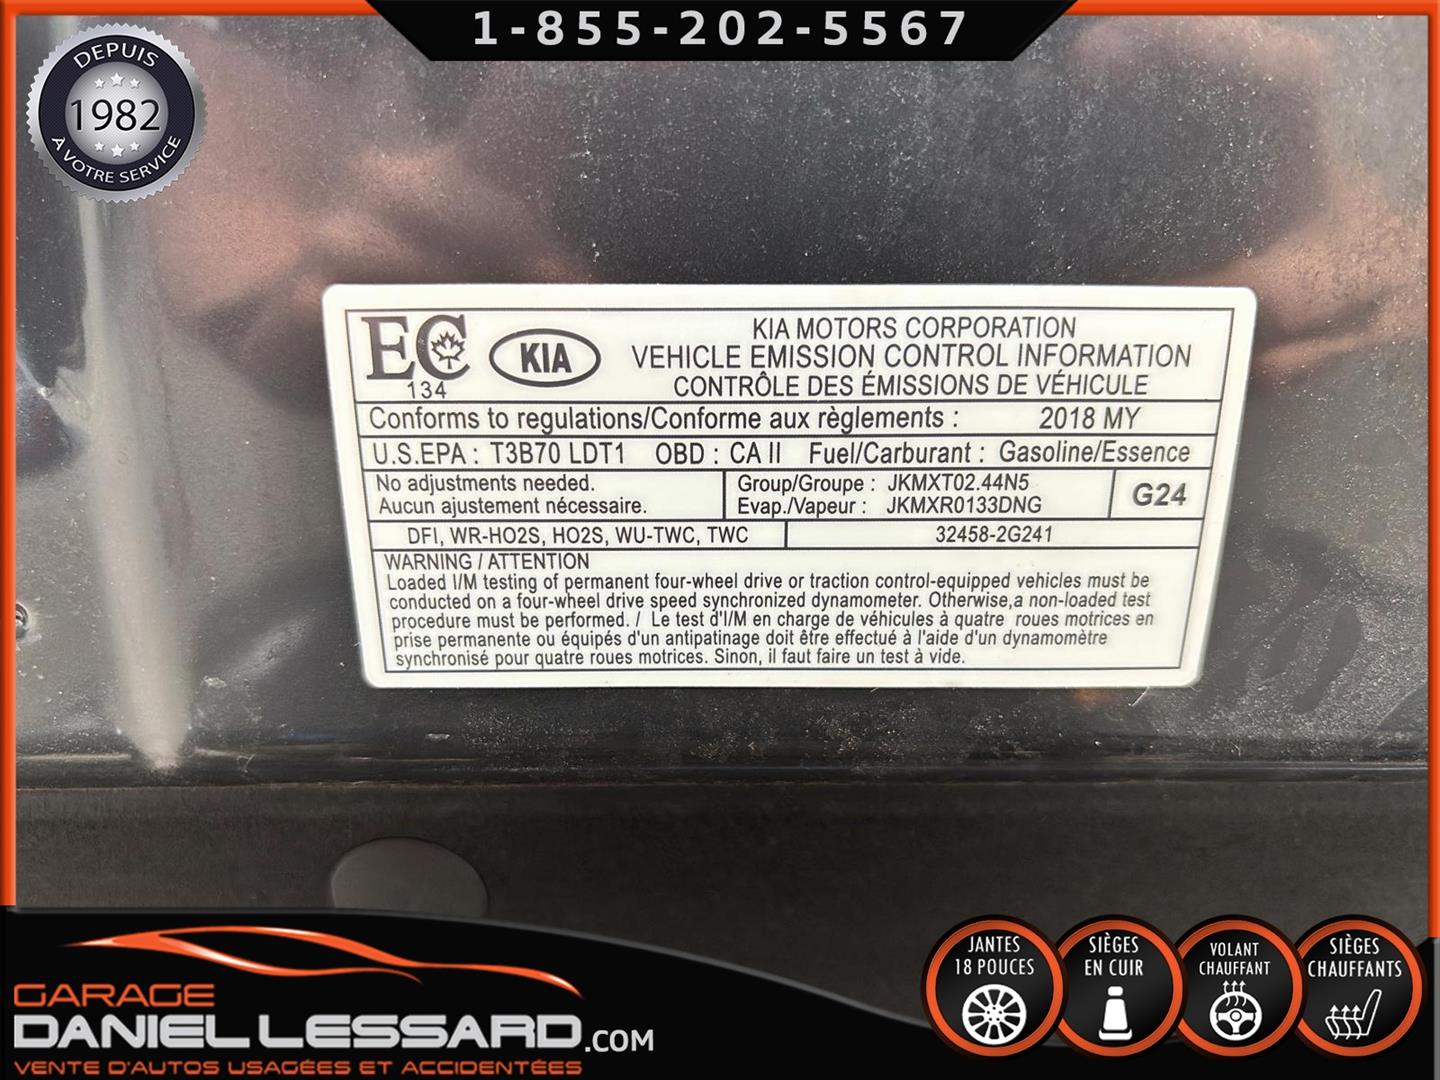 1-855-202-5567
DEPUIS
1982
À VOTRE SERVICE
EC
134
KIA
KIA MOTORS CORPORATION
VEHICLE EMISSION CONTROL INFORMATION
CONTRÔLE DES ÉMISSIONS DE VÉHICULE
Conforms to regulations/Conforme aux règlements : 2018 MY
U.S.EPA : T3B70 LDT1 OBD : CA II Fuel/Carburant : Gasoline/Essence
No adjustments needed.
Aucun ajustement nécessaire.
Group/Groupe : JKMXT02.44N5
Evap./Vapeur : JKMXR0133DNG
G24
DFI, WR-HO2S, HO2S, WU-TWC, TWC
32458-2G241
WARNING / ATTENTION
Loaded I/M testing of permanent four-wheel drive or traction control-equipped vehicles must be
conducted on a four-wheel drive speed synchronized dynamometer. Otherwise,a non-loaded test
procedure must be performed. / Le test d'I/M en charge de véhicules à quatre roues motrices en
prise permanente ou équipés d'un antipatinage doit être effectué à l'aide d'un dynamomètre
synchronisé pour quatre roues motrices. Sinon, il faut faire un test à vide.
GARAGE
DANIEL LESSARD.COM
VENTE D'AUTOS USAGÉES ET ACCIDENTÉES
JANTES
18 POUCES
SIÈGES
EN CUIR
VOLANT
CHAUFFANT
SIÈGES
CHAUFFANTS